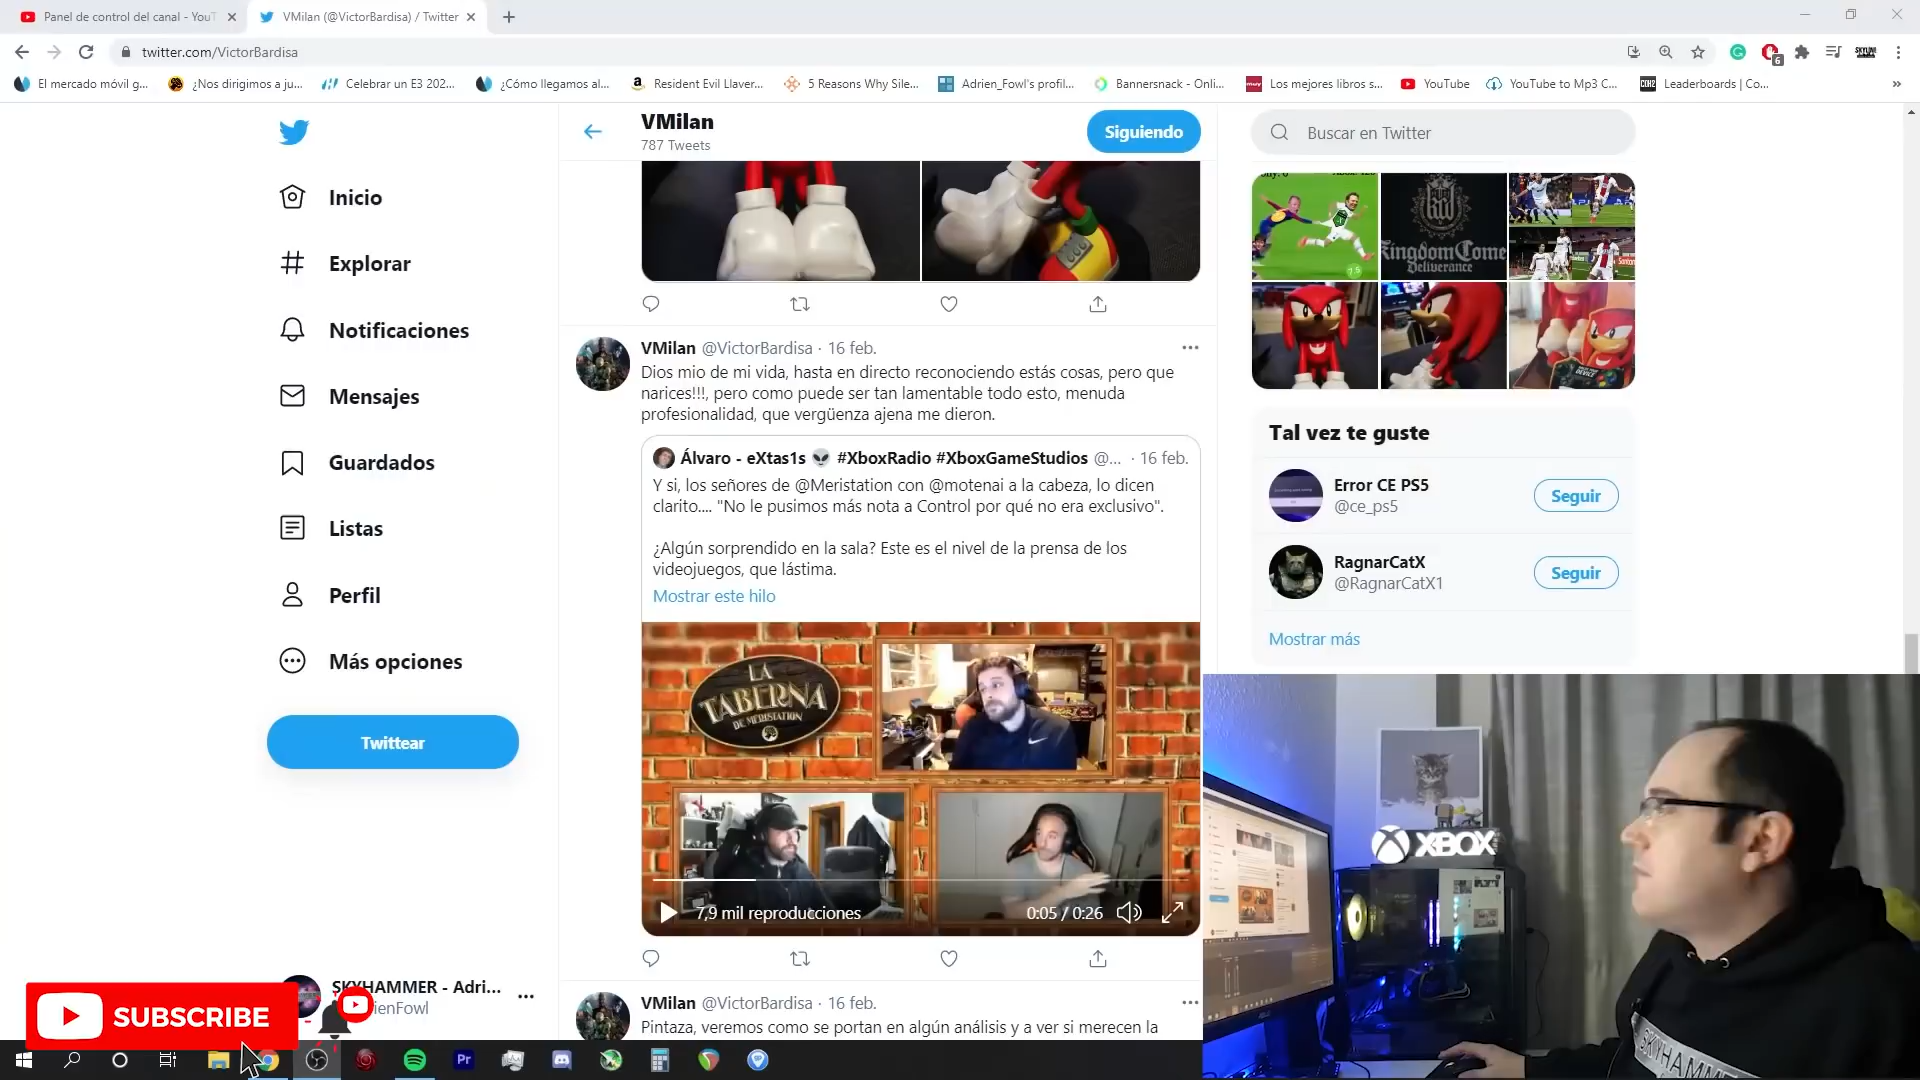 Panel de control del canal - YouT
VMilan (@VictorBardisa) / Twitter
twitter.com/VictorBardisa
6
El mercado móvil g...
¿Nos dirigimos a ju...
Celebrar un E3 202...
¿Cómo llegamos al...
Resident Evil Llaver...
5 Reasons Why Sile...
Adrien_Fowl's profil...
Bannersnack - Onli...
Los mejores libros s...
YouTube
YouTube to Mp3 C...
Leaderboards | Co...
»
VMilan
787 Tweets
Siguiendo
Buscar en Twitter
Inicio
Explorar
Notificaciones
Mensajes
Guardados
Listas
Perfil
Más opciones
Twittear
SKYHAMMER - Adri...
ienFowl
SUBSCRIBE
VMilan @VictorBardisa · 16 feb.
Dios mio de mi vida, hasta en directo reconociendo estás cosas, pero que
narices!!!, pero como puede ser tan lamentable todo esto, menuda
profesionalidad, que vergüenza ajena me dieron.
Álvaro - eXtas1s #XboxRadio #XboxGameStudios @... · 16 feb.
Y si, los señores de @Meristation con @motenai a la cabeza, lo dicen
clarito.... "No le pusimos más nota a Control por qué no era exclusivo".
¿Algún sorprendido en la sala? Este es el nivel de la prensa de los
videojuegos, que lástima.
Mostrar este hilo
LA
TABERNA
DE MERISTATION
7,9 mil reproducciones
0:05 / 0:26
VMilan @VictorBardisa · 16 feb.
Pintaza, veremos como se portan en algún análisis y a ver si merecen la
Kingdom Come
Deliverance
7.5
Tal vez te guste
Error CE PS5
@ce_ps5
Seguir
RagnarCatX
@RagnarCatX1
Seguir
Mostrar más
XBOX
SKYHAMMER
Pr